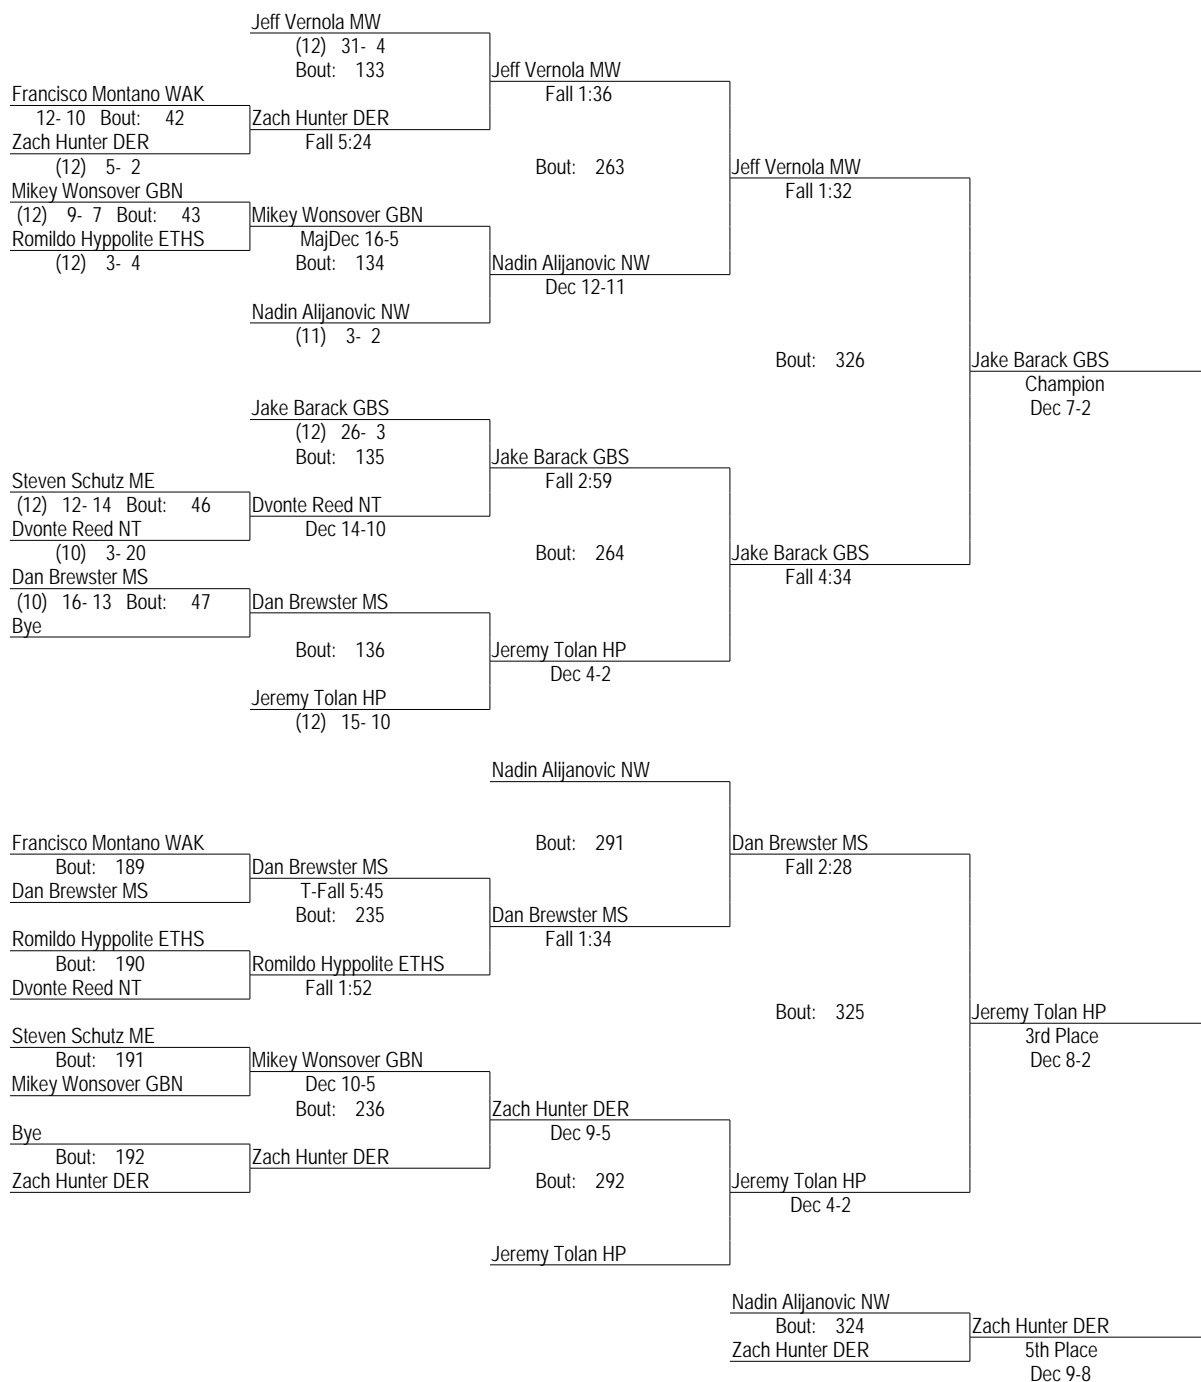 Jeff Vernola MW
(12) 31- 4
Bout: 133
Jeff Vernola MW
Fall 1:36
Francisco Montano WAK
12- 10 Bout: 42
Zach Hunter DER
Fall 5:24
Zach Hunter DER
(12) 5- 2
Bout: 263
Jeff Vernola MW
Fall 1:32
Mikey Wonsover GBN
(12) 9- 7 Bout: 43
Mikey Wonsover GBN
MajDec 16-5
Romildo Hyppolite ETHS
(12) 3- 4
Bout: 134
Nadin Alijanovic NW
Dec 12-11
Nadin Alijanovic NW
(11) 3- 2
Bout: 326
Jake Barack GBS
Champion
Dec 7-2
Jake Barack GBS
(12) 26- 3
Bout: 135
Jake Barack GBS
Fall 2:59
Steven Schutz ME
(12) 12- 14 Bout: 46
Dvonte Reed NT
Dec 14-10
Dvonte Reed NT
(10) 3- 20
Bout: 264
Jake Barack GBS
Fall 4:34
Dan Brewster MS
(10) 16- 13 Bout: 47
Dan Brewster MS
Bye
Bout: 136
Jeremy Tolan HP
Dec 4-2
Jeremy Tolan HP
(12) 15- 10
Nadin Alijanovic NW
Bout: 291
Dan Brewster MS
Fall 2:28
Francisco Montano WAK
Bout: 189
Dan Brewster MS
T-Fall 5:45
Dan Brewster MS
Bout: 235
Dan Brewster MS
Fall 1:34
Romildo Hyppolite ETHS
Bout: 190
Romildo Hyppolite ETHS
Fall 1:52
Dvonte Reed NT
Bout: 325
Jeremy Tolan HP
3rd Place
Dec 8-2
Steven Schutz ME
Bout: 191
Mikey Wonsover GBN
Dec 10-5
Mikey Wonsover GBN
Bout: 236
Zach Hunter DER
Dec 9-5
Bye
Bout: 192
Zach Hunter DER
Zach Hunter DER
Bout: 292
Jeremy Tolan HP
Dec 4-2
Jeremy Tolan HP
Nadin Alijanovic NW
Bout: 324
Zach Hunter DER
Zach Hunter DER
5th Place
Dec 9-8